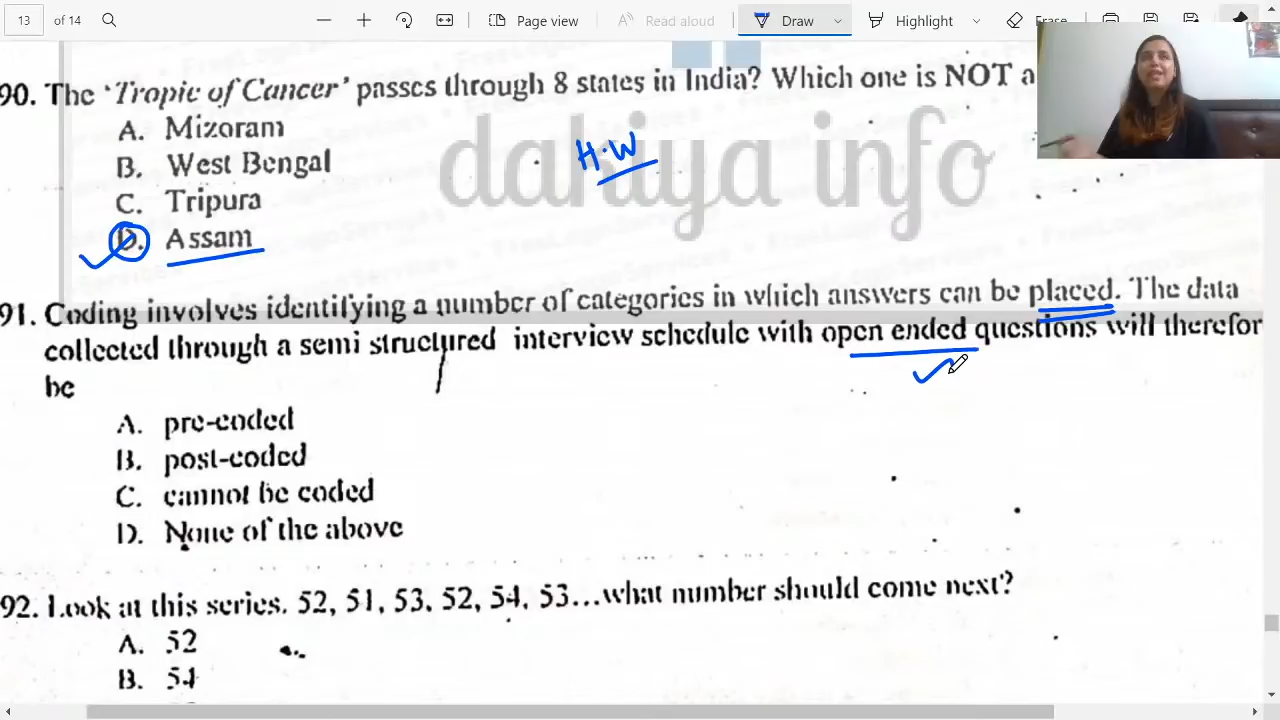 13 of 14 Page view Read aloud Draw Highlight Erase
90. The ‘Tropic of Cancer’ passes through 8 states in India? Which one is NOT a
A. Mizoram
H.W
B. West Bengal
dahiya info
C. Tripura
D. Assam
91. Coding involves identifying a number of categories in which answers can be placed. The data
collected through a semi structured interview schedule with open ended questions will therefor
be
A. pre-coded
B. post-coded
C. cannot be coded
D. None of the above
92. Look at this series. 52, 51, 53, 52, 54, 53...what number should come next?
A. 52
B. 54